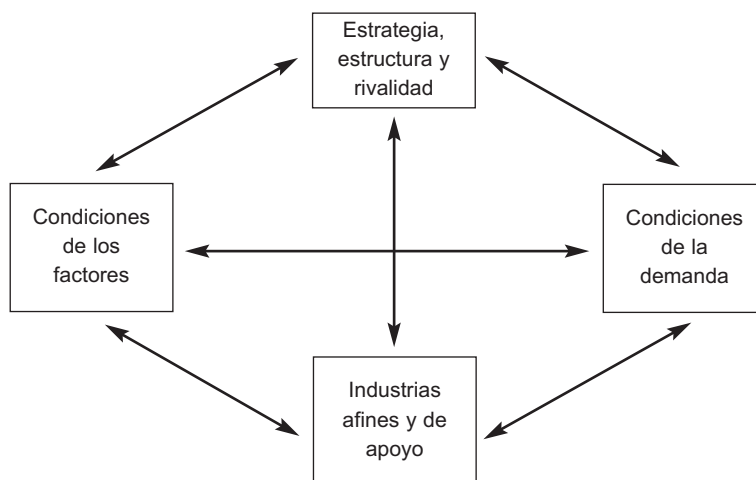 Estrategia,
estructura y
rivalidad
Condiciones
de los
factores
Condiciones
de la
demanda
Industrias
afines y de
apoyo